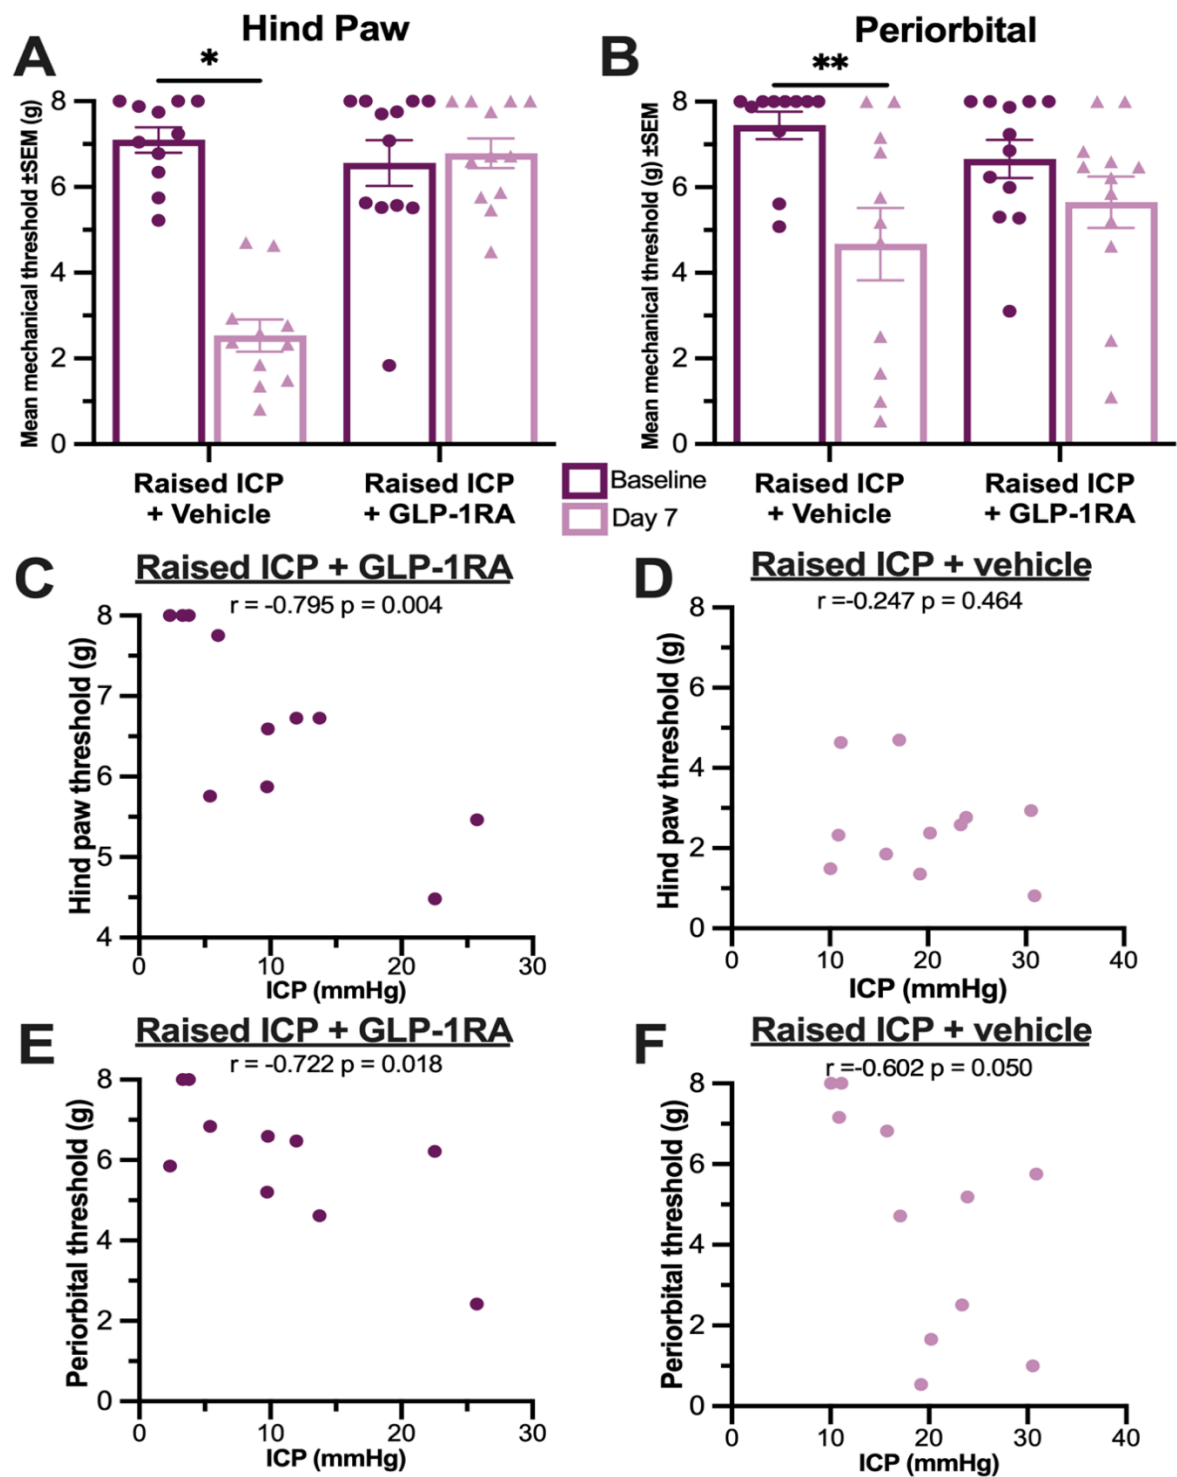 A
Hind Paw
*
Mean mechanical threshold ±SEM (g)
8
6
4
2
0
Raised ICP
+ Vehicle
Raised ICP
+ GLP-1RA
B
Periorbital
**
Mean mechanical threshold (g) ±SEM
8
6
4
2
0
Raised ICP
+ Vehicle
Raised ICP
+ GLP-1RA
Baseline
Day 7
C
Raised ICP + GLP-1RA
r = -0.795 p = 0.004
Hind paw threshold (g)
8
7
6
5
4
0 10 20 30
ICP (mmHg)
D
Raised ICP + vehicle
r =-0.247 p = 0.464
Hind paw threshold (g)
8
6
4
2
0
0 10 20 30 40
ICP (mmHg)
E
Raised ICP + GLP-1RA
r = -0.722 p = 0.018
Periorbital threshold (g)
8
6
4
2
0
0 10 20 30
ICP (mmHg)
F
Raised ICP + vehicle
r =-0.602 p = 0.050
Periorbital threshold (g)
8
6
4
2
0
0 10 20 30 40
ICP (mmHg)